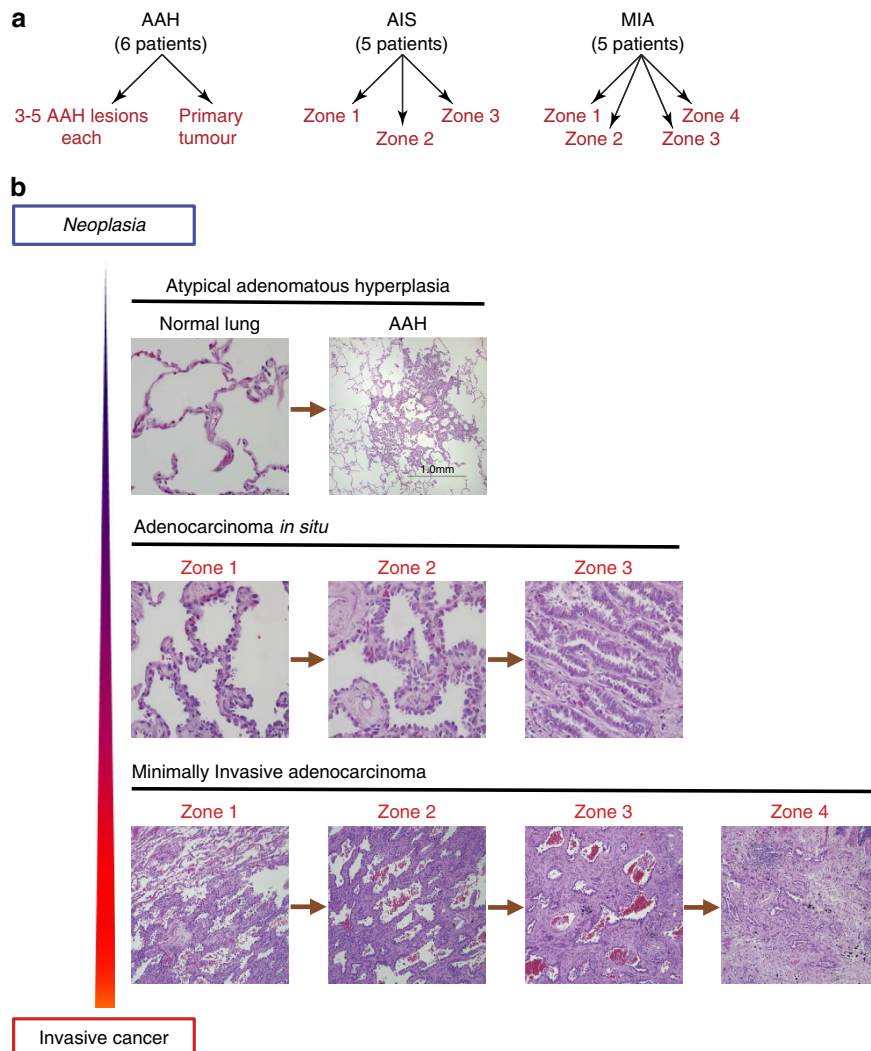 a
AAH
(6 patients)
3-5 AAH lesions
each
Primary
tumour
AIS
(5 patients)
Zone 1
Zone 2
Zone 3
MIA
(5 patients)
Zone 1
Zone 2
Zone 3
Zone 4
b
Neoplasia
Atypical adenomatous hyperplasia
Normal lung
AAH
1.0mm
Adenocarcinoma in situ
Zone 1
Zone 2
Zone 3
Minimally Invasive adenocarcinoma
Zone 1
Zone 2
Zone 3
Zone 4
Invasive cancer